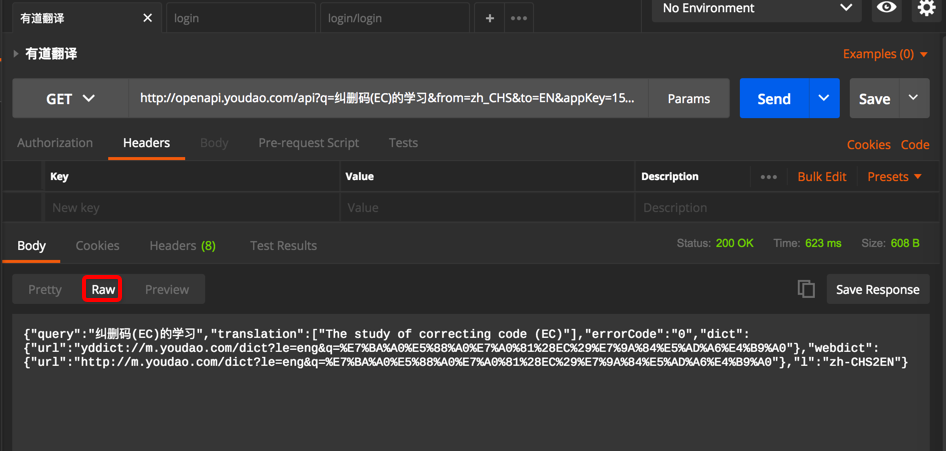 有道翻译 × login login/login + ••• No Environment
有道翻译 Examples (0)
GET http://openapi.youdao.com/api?q=纠删码(EC)的学习&from=zh_CHS&to=EN&appKey=15... Params Send Save
Authorization Headers Body Pre-request Script Tests Cookies Code
Key Value Description ••• Bulk Edit Presets
New key Value Description
Body Cookies Headers (8) Test Results Status: 200 OK Time: 623 ms Size: 608 B
Pretty Raw Preview Save Response
{"query":"纠删码(EC)的学习","translation":["The study of correcting code (EC)"],"errorCode":"0","dict":
{"url":"yddict://m.youdao.com/dict?le=eng&q=%E7%BA%A0%E5%88%A0%E7%A0%81%28EC%29%E7%9A%84%E5%AD%A6%E4%B9%A0"},"webdict":
{"url":"http://m.youdao.com/dict?le=eng&q=%E7%BA%A0%E5%88%A0%E7%A0%81%28EC%29%E7%9A%84%E5%AD%A6%E4%B9%A0"},"l":"zh-CHS2EN"}